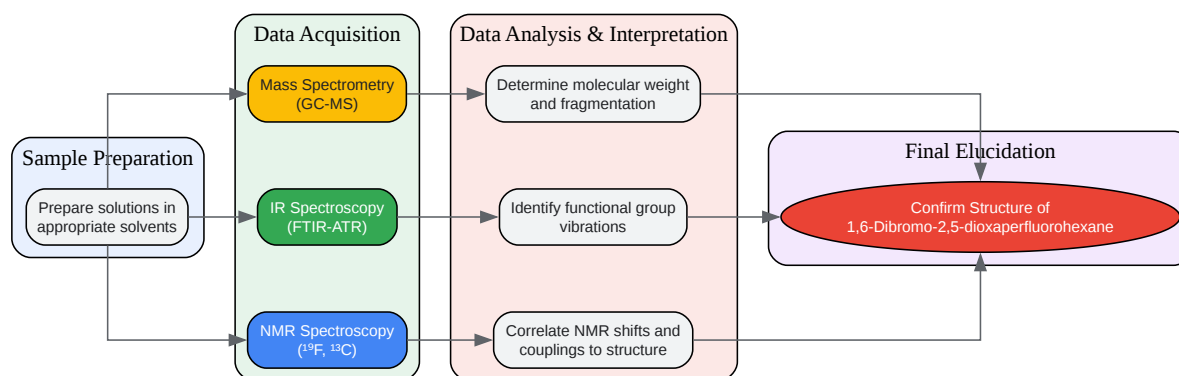 Sample Preparation
Prepare solutions in
appropriate solvents
Data Acquisition
Mass Spectrometry
(GC-MS)
IR Spectroscopy
(FTIR-ATR)
NMR Spectroscopy
(¹⁹F, ¹³C)
Data Analysis & Interpretation
Determine molecular weight
and fragmentation
Identify functional group
vibrations
Correlate NMR shifts and
couplings to structure
Final Elucidation
Confirm Structure of
1,6-Dibromo-2,5-dioxaperfluorohexane